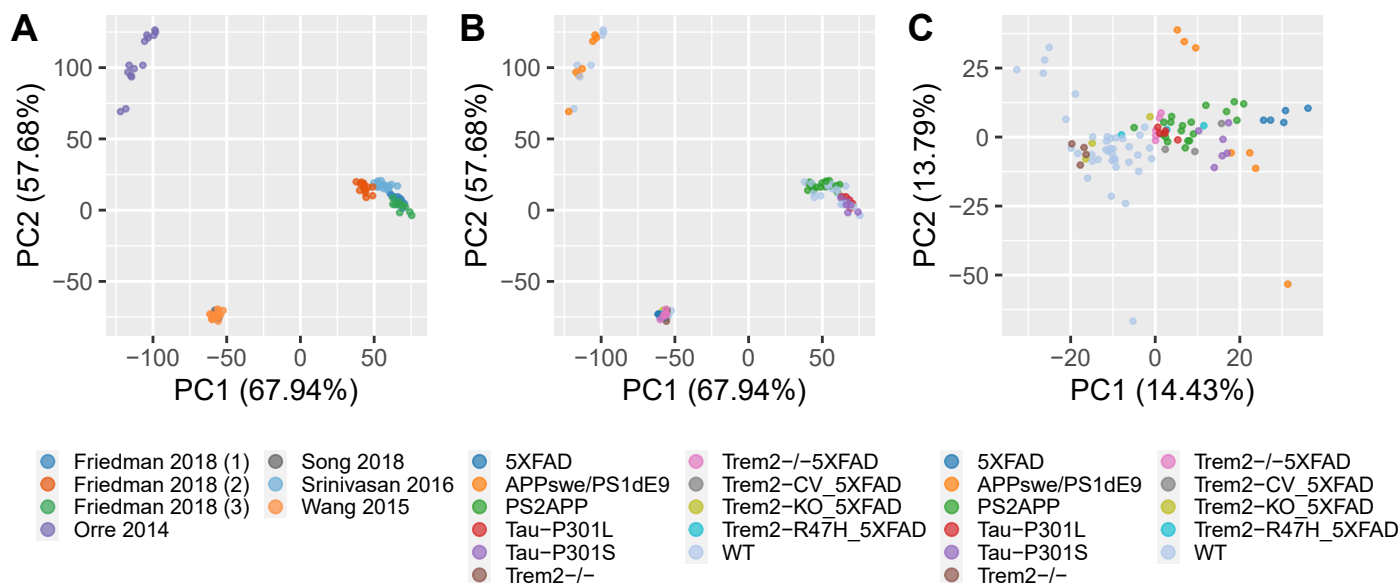 A
B
C
PC2 (57.68%)
100
50
0
−50
−100
−50
0
50
PC1 (67.94%)
PC2 (57.68%)
100
50
0
−50
−100
−50
0
50
PC1 (67.94%)
PC2 (13.79%)
25
0
−25
−50
−20
0
20
PC1 (14.43%)
Friedman 2018 (1)
Friedman 2018 (2)
Friedman 2018 (3)
Orre 2014
Song 2018
Srinivasan 2016
Wang 2015
5XFAD
APPswe/PS1dE9
PS2APP
Tau−P301L
Tau−P301S
Trem2−/−
Trem2−/−5XFAD
Trem2−CV_5XFAD
Trem2−KO_5XFAD
Trem2−R47H_5XFAD
WT
5XFAD
APPswe/PS1dE9
PS2APP
Tau−P301L
Tau−P301S
Trem2−/−
Trem2−/−5XFAD
Trem2−CV_5XFAD
Trem2−KO_5XFAD
Trem2−R47H_5XFAD
WT